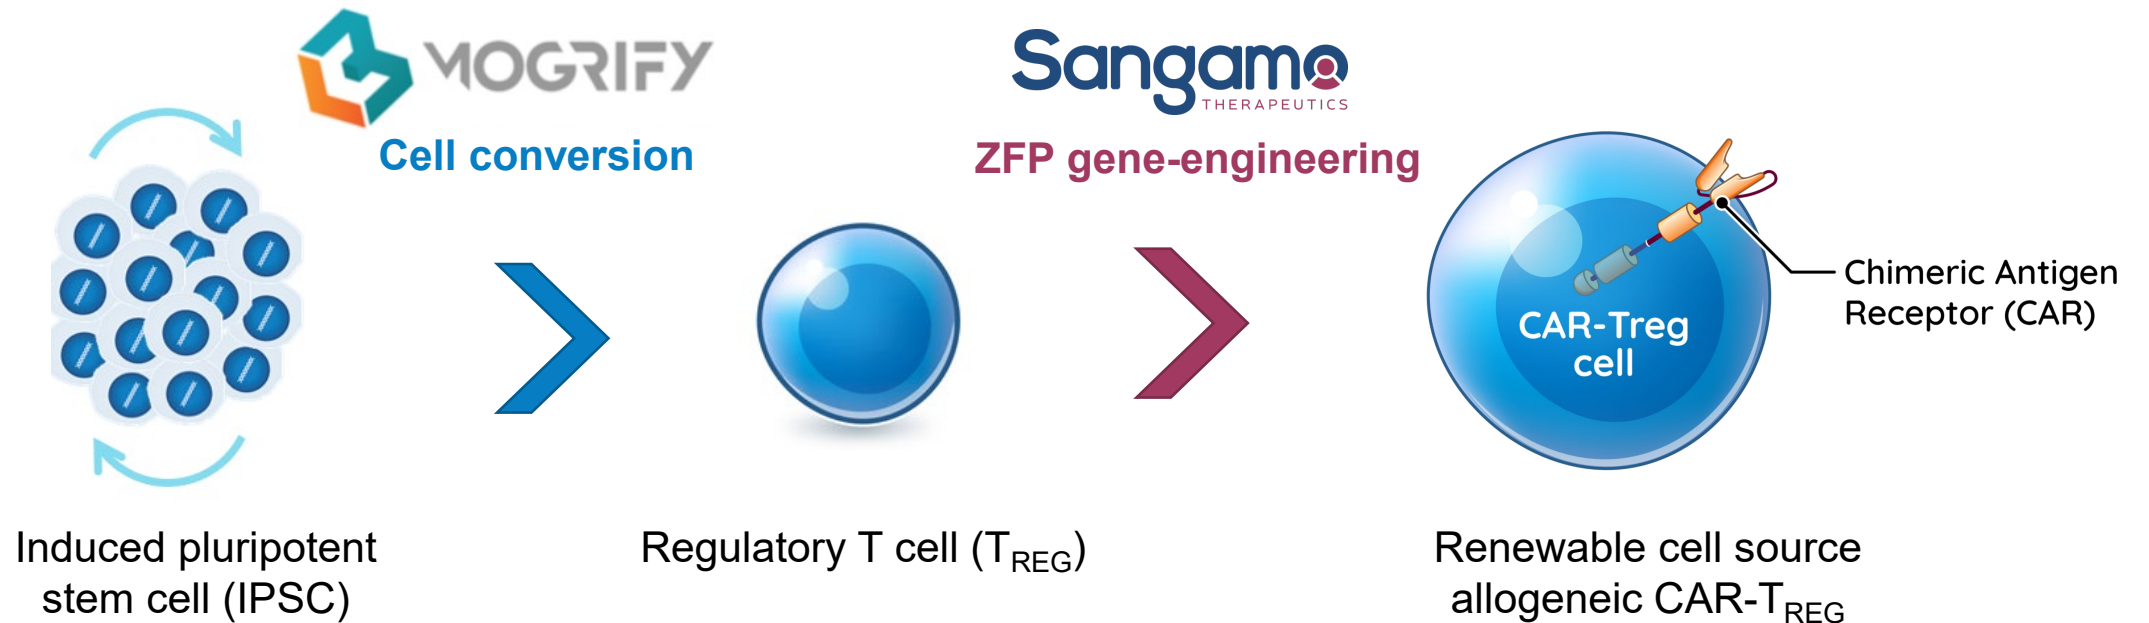 MOGRIFY
Sangamo
THERAPEUTICS
Cell conversion
ZFP gene-engineering
CAR-Treg
cell
Chimeric Antigen
Receptor (CAR)
Induced pluripotent
stem cell (IPSC)
Regulatory T cell (TREG)
Renewable cell source
allogeneic CAR-TREG